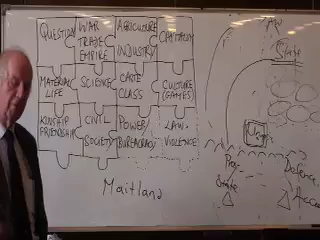 QUESTION
WAR
TRADE
EMPIRE
AGRICULTURE
INDUSTRY
CAPITALISM
MATERIAL
LIFE
SCIENCE
CASTE
CLASS
CULTURE
(GAMES)
KINSHIP
FRIENDSHIP
CIVIL
SOCIETY
POWER/
BUREAUCRACY
LAW.
VIOLENCE
Maitland
State
Defence